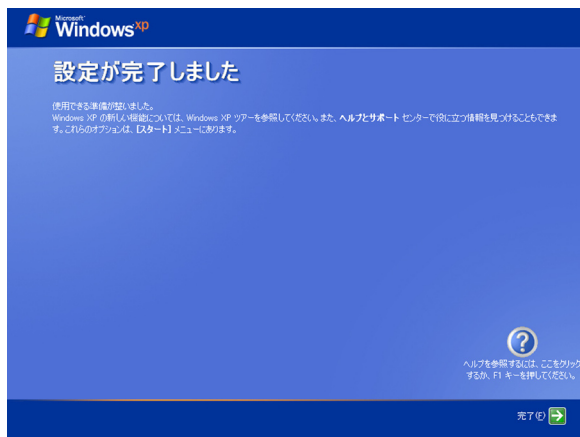 Microsoft
Windows xp
設定が完了しました
使用できる準備が整いました。
Windows XP の新しい機能については、Windows XP ツアーを参照してください。また、ヘルプとサポート センターで役に立つ情報を見つけることもできま
す。これらのオプションは、[スタート] メニューにあります。
?
ヘルプを参照するには、ここをクリック
するか、F1 キーを押してください。
完了(F)